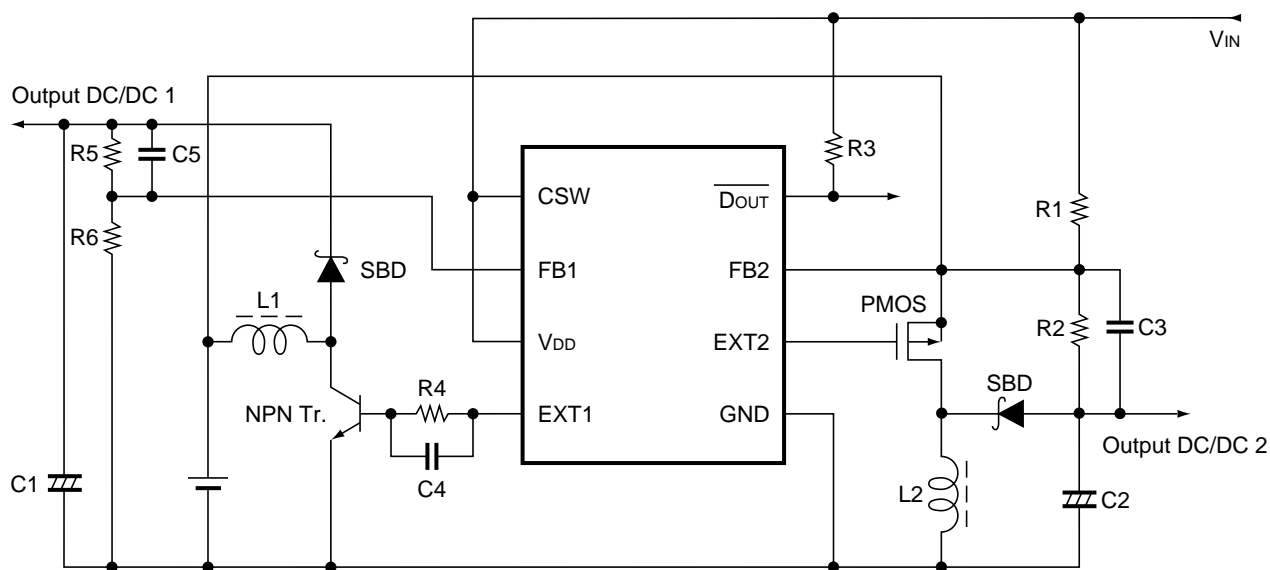 VIN
Output DC/DC 1
R5
C5
R3
CSW
DOUT
R1
R6
SBD
FB1
FB2
L1
PMOS
VDD
EXT2
R2
C3
R4
SBD
NPN Tr.
EXT1
GND
Output DC/DC 2
C1
C4
L2
C2